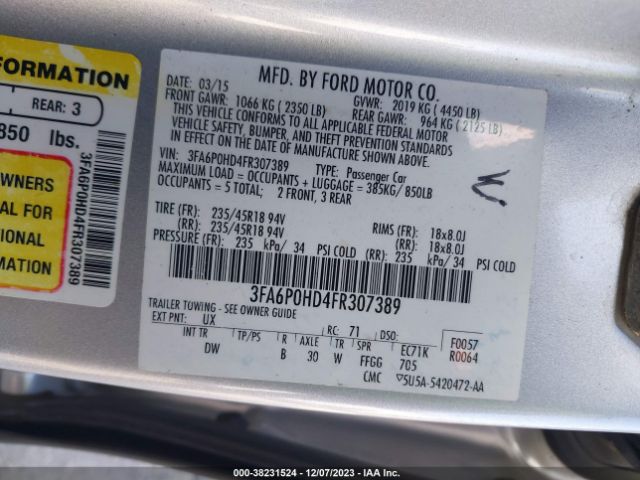 FORMATION
REAR: 3
850 lbs.
WNERS
AL FOR
TIONAL
MATION
3FA6P0HD4FR307389
MFD. BY FORD MOTOR CO.
DATE: 03/15 GVWR: 2019 KG (4450 LB)
FRONT GAWR: 1066 KG (2350 LB) REAR GAWR: 964 KG (2125 LB)
THIS VEHICLE CONFORMS TO ALL APPLICABLE FEDERAL MOTOR
VEHICLE SAFETY, BUMPER, AND THEFT PREVENTION STANDARDS
IN EFFECT ON THE DATE OF MANUFACTURE SHOWN ABOVE.
VIN: 3FA6P0HD4FR307389 TYPE: Passenger Car
MAXIMUM LOAD = OCCUPANTS + LUGGAGE = 385KG/850LB
OCCUPANTS = 5 TOTAL; 2 FRONT, 3 REAR
TIRE (FR): 235/45R18 94V RIMS (FR): 18x8.0J
(RR): 235/45R18 94V (RR): 18x8.0J
PRESSURE (FR): 235 kPa/ 34 PSI COLD (RR): 235 kPa/ 34 PSI COLD
3FA6P0HD4FR307389
TRAILER TOWING - SEE OWNER GUIDE
EXT PNT: UX RC: 71 DSO: F0057
R0064
INT TR TP/PS R AXLE TR SPR EC71K
DW B 30 W FFGG 705
CMC 5U5A-5420472-AA
000-38231524 - 12/07/2023 - IAA Inc.